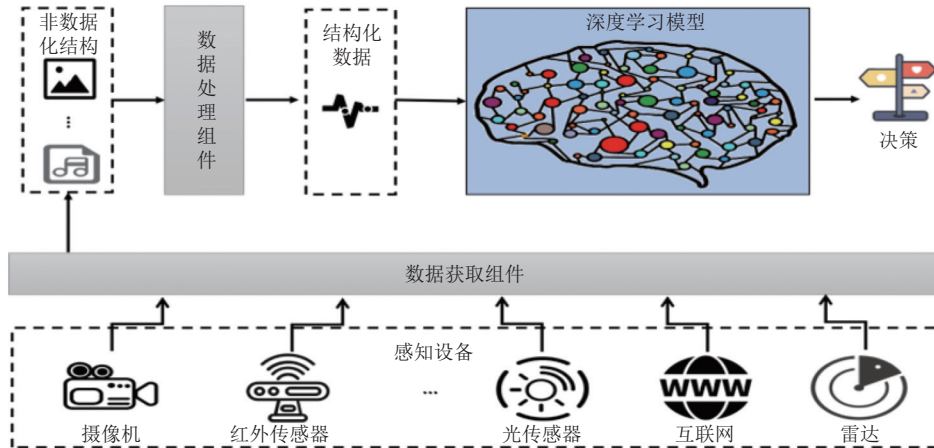 非数据
化结构
...
数
据
处
理
组
件
结构化
数据
深度学习模型
决策
数据获取组件
感知设备
...
WWW
摄像机
红外传感器
光传感器
互联网
雷达